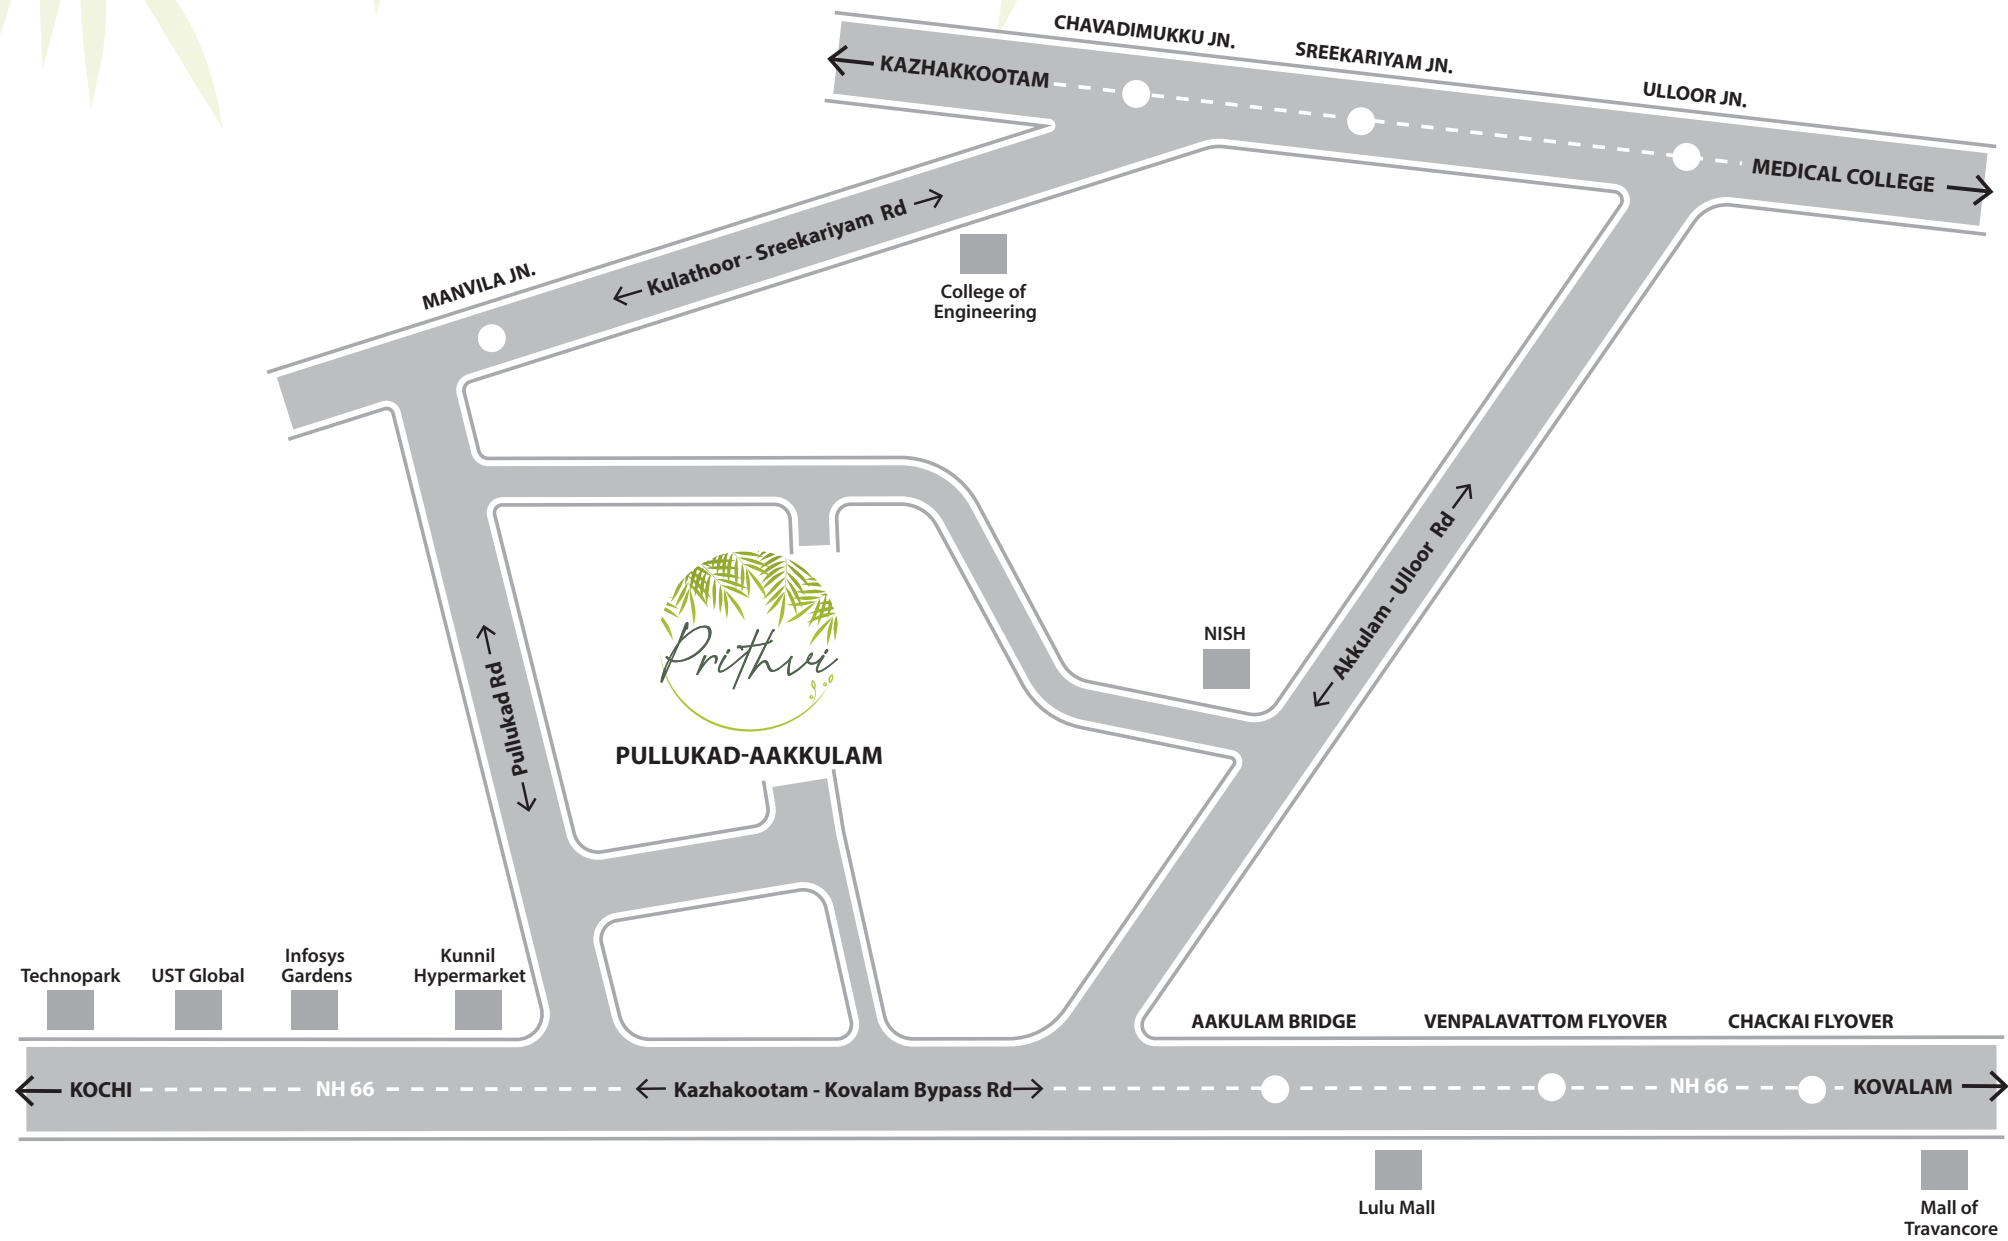 CHAVADIMUKKU JN.
SREEKARIYAM JN.
ULLOOR JN.
KAZHAKKOOTAM
MEDICAL COLLEGE
Kulathoor - Sreekariyam Rd
MANVILA JN.
College of
Engineering
Akkulam - Ulloor Rd
NISH
Prithvi
PULLUKAD-AAKKULAM
Pullukad Rd
Technopark
UST Global
Infosys
Gardens
Kunnil
Hypermarket
AAKULAM BRIDGE
VENPALAVATTOM FLYOVER
CHACKAI FLYOVER
KOCHI
NH 66
Kazhakootam - Kovalam Bypass Rd
NH 66
KOVALAM
Lulu Mall
Mall of
Travancore